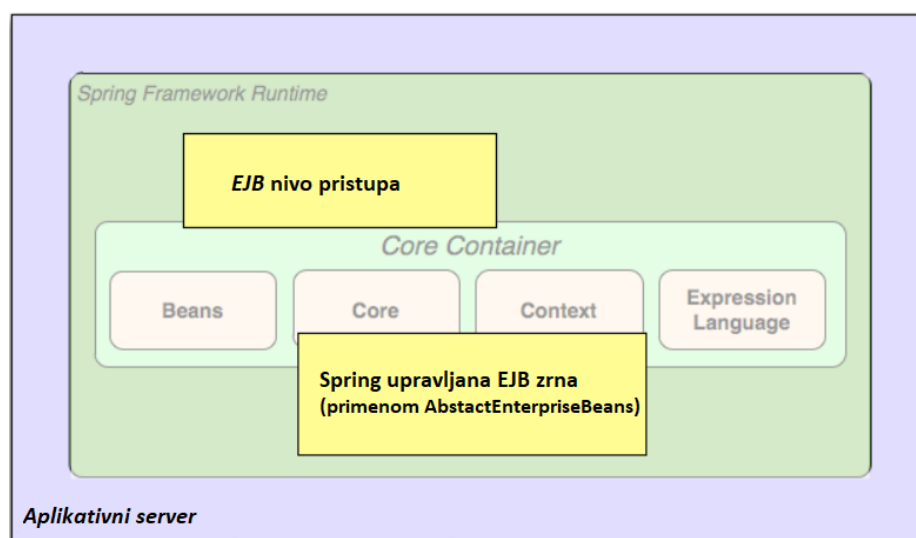 Spring Framework Runtime
EJB nivo pristupa
Core Container
Beans
Core
Context
Expression
Language
Spring upravljana EJB zrna
(primenom AbstactEnterpriseBeans)
Aplikativni server